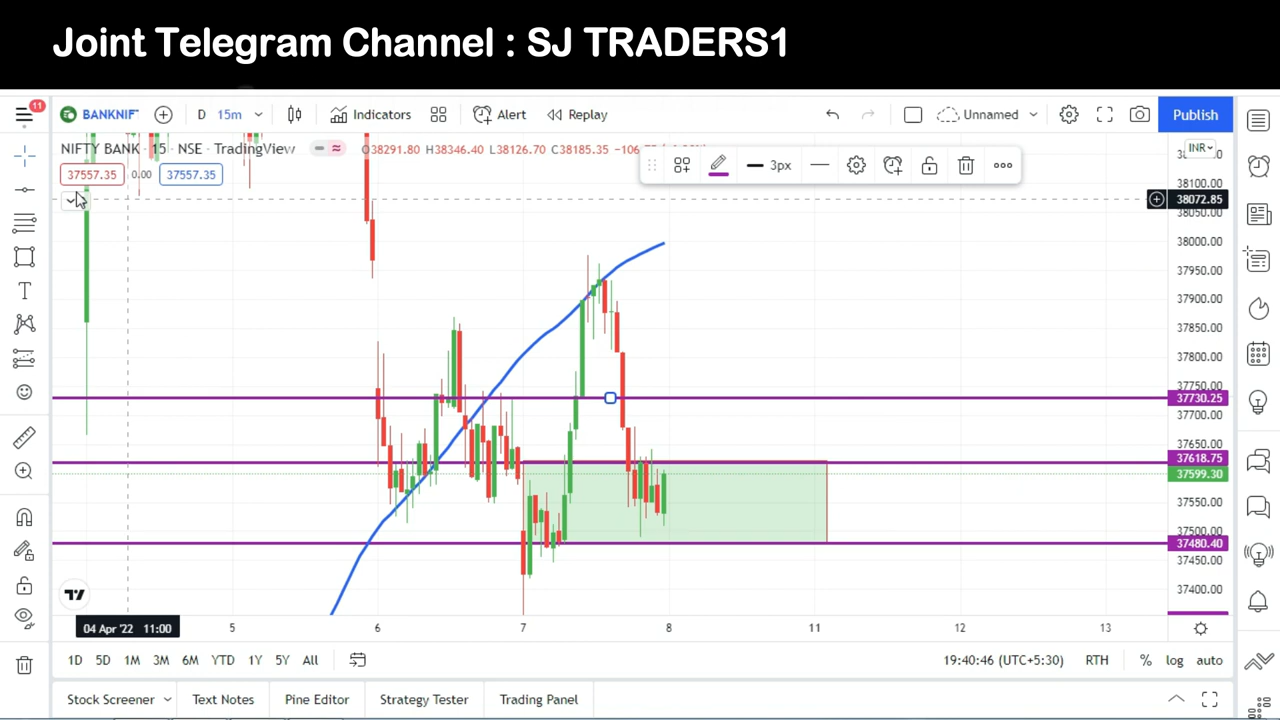 Joint Telegram Channel : SJ TRADERS1
11
BANKNIF
D
15m
Indicators
Alert
Replay
Unnamed
Publish
NIFTY BANK · 15 · NSE · TradingView
O38291.80 H38346.40 L38126.70 C38185.35
INR
37557.35
0.00
37557.35
3px
38100.00
38072.85
38050.00
38000.00
37950.00
37900.00
37850.00
37800.00
37750.00
37730.25
37700.00
37650.00
37618.75
37599.30
37550.00
37500.00
37480.40
37450.00
37400.00
04 Apr '22 11:00
5
6
7
8
11
12
13
1D 5D 1M 3M 6M YTD 1Y 5Y All
19:40:46 (UTC+5:30)
RTH
% log auto
Stock Screener
Text Notes
Pine Editor
Strategy Tester
Trading Panel